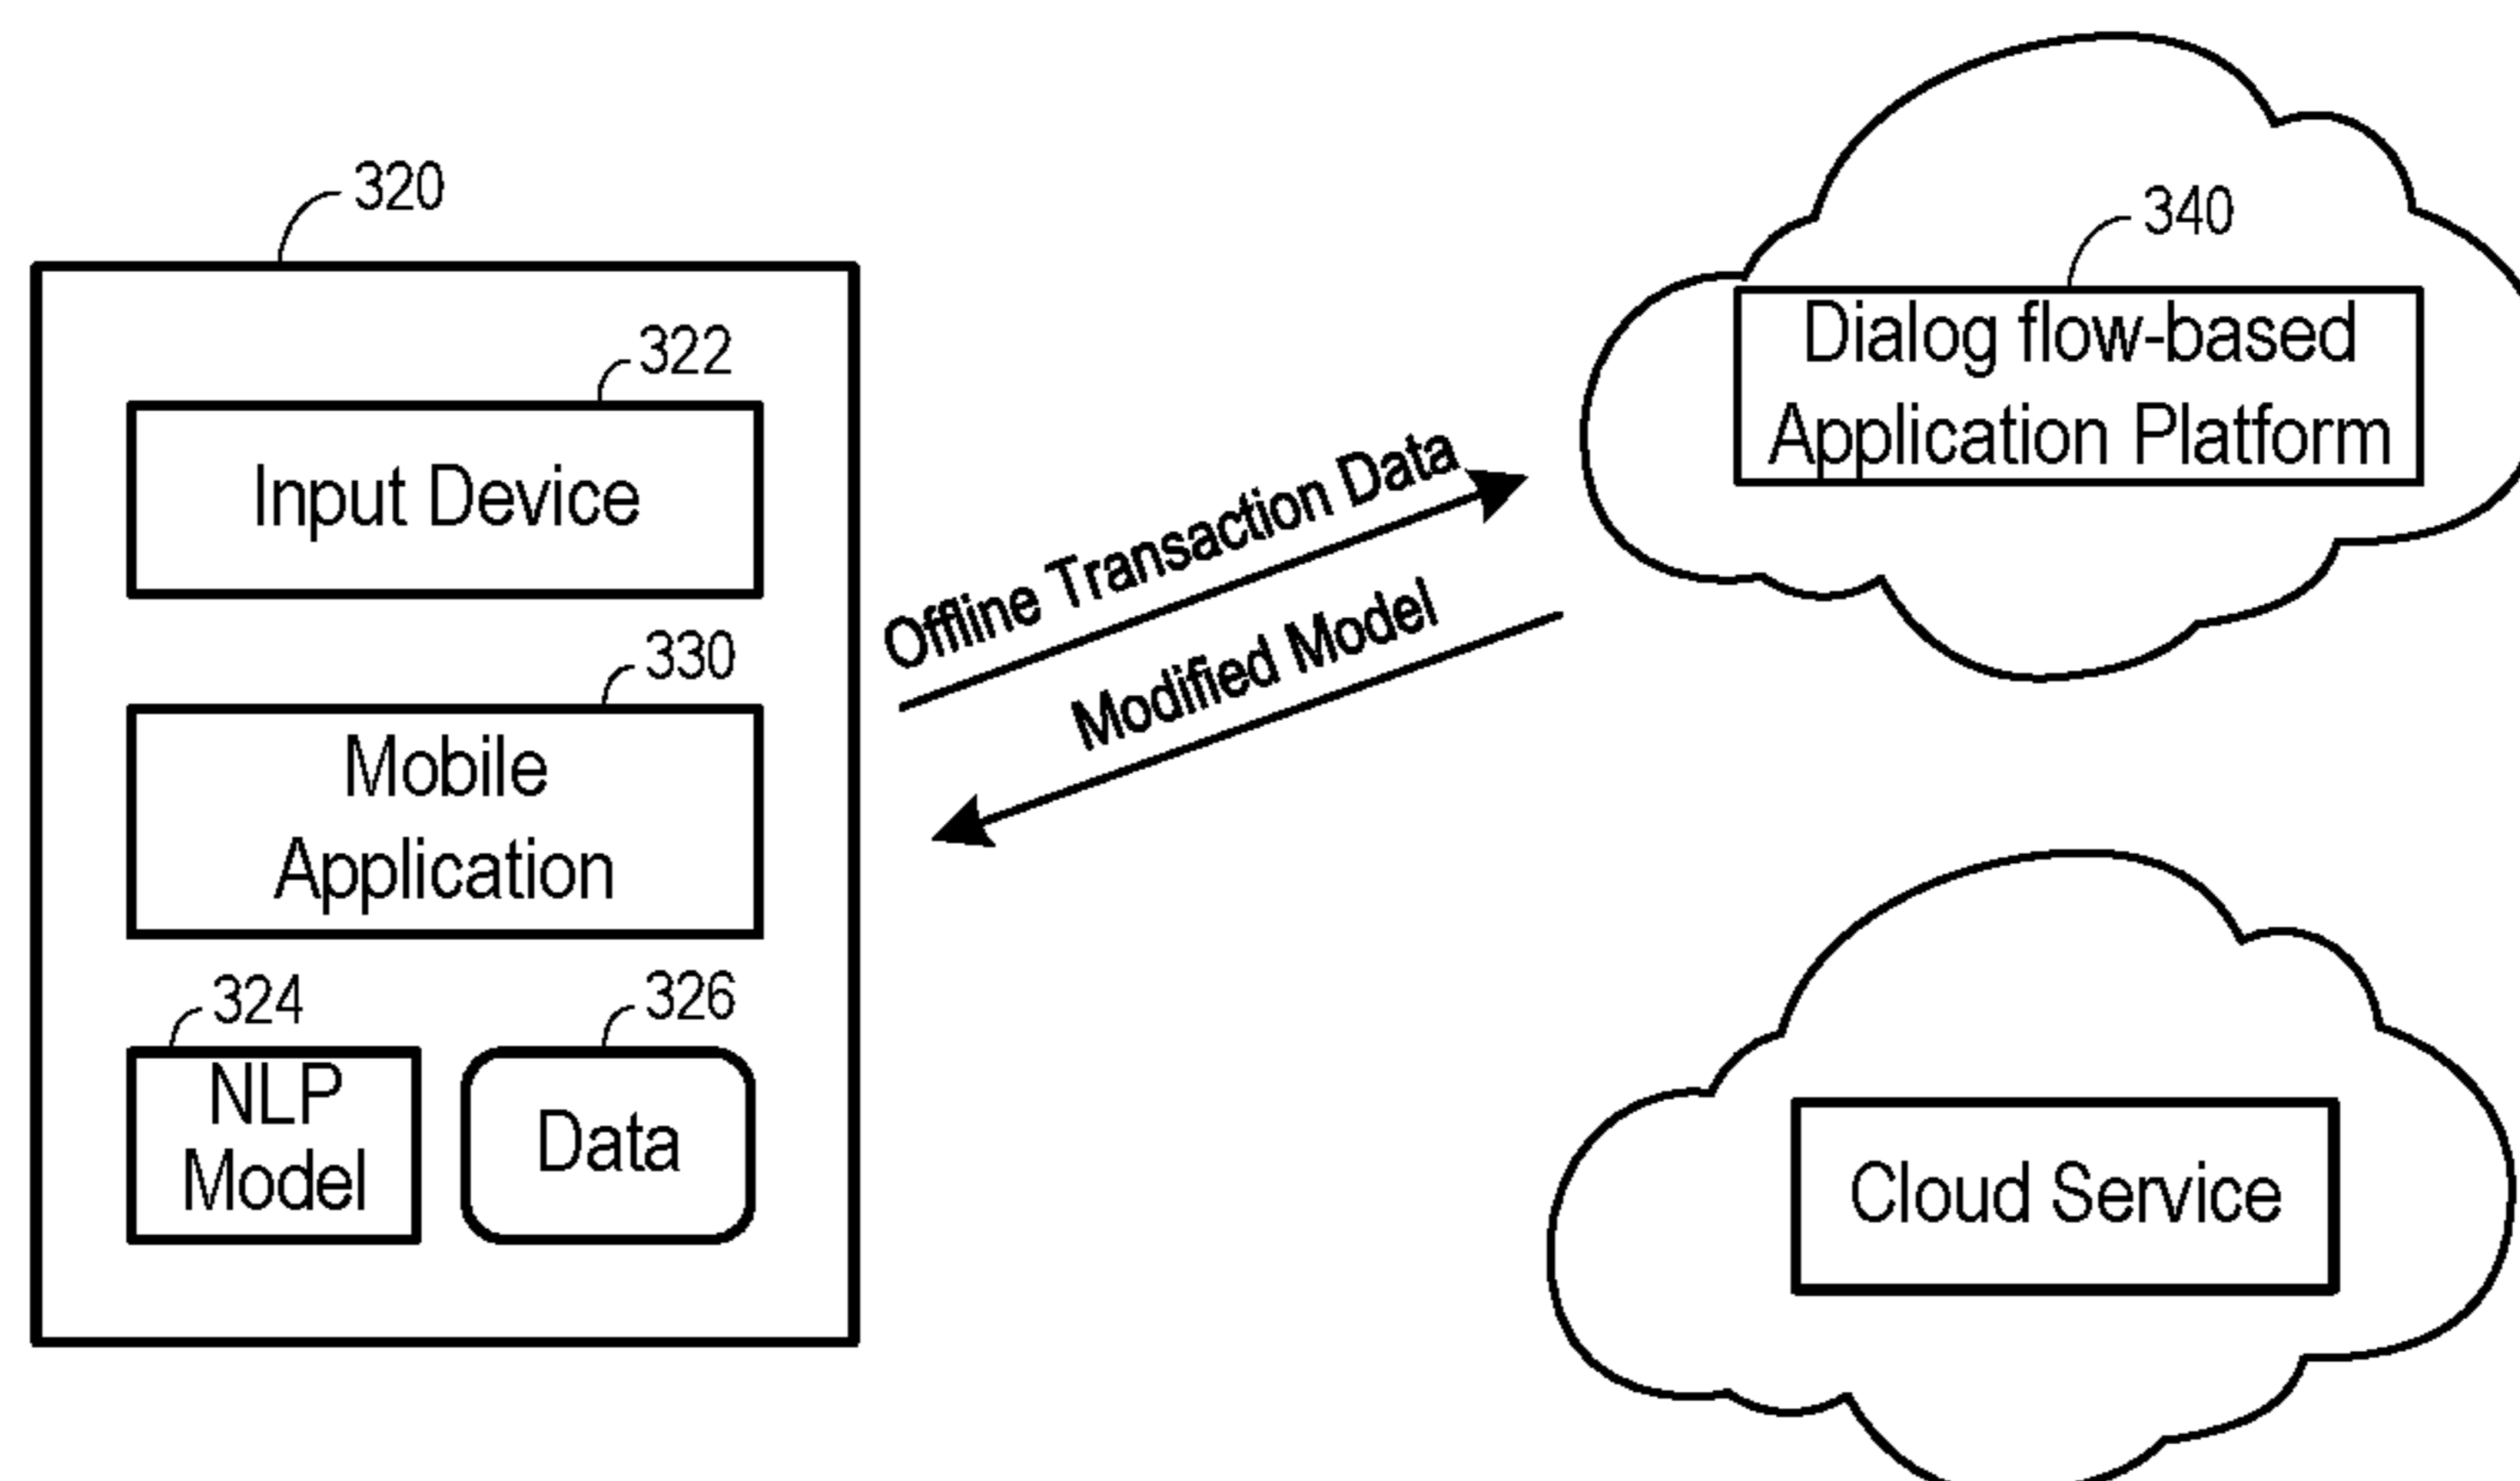 320
322
Input Device
330
Mobile
Application
324
NLP
Model
326
Data
Offline Transaction Data
Modified Model
340
Dialog flow-based
Application Platform
Cloud Service